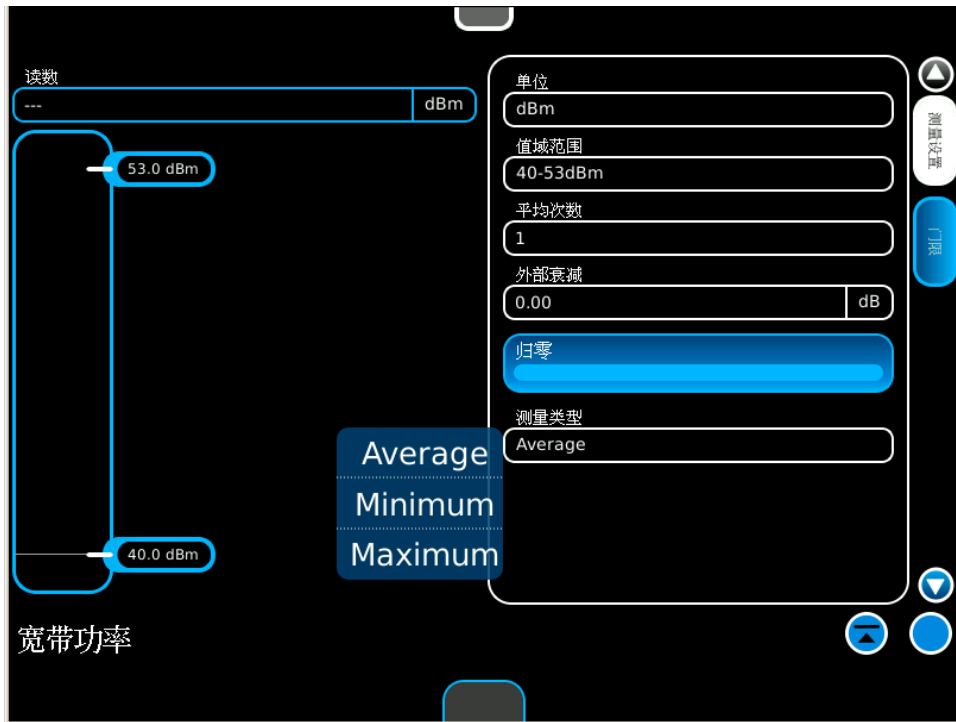 读数
--- dBm
53.0 dBm
40.0 dBm
单位
dBm
值域范围
40-53dBm
平均次数
1
外部衰减
0.00 dB
归零
测量类型
Average
Average
Minimum
Maximum
测量设置
门限
宽带功率